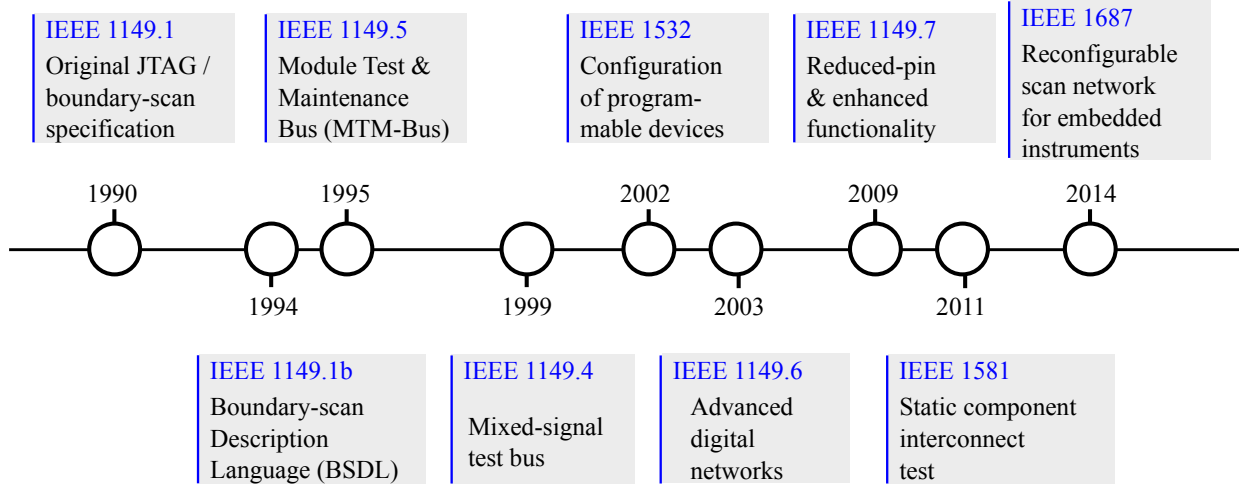 IEEE 1149.1
Original JTAG /
boundary-scan
specification
IEEE 1149.5
Module Test &
Maintenance
Bus (MTM-Bus)
IEEE 1532
Configuration
of program-
mable devices
IEEE 1149.7
Reduced-pin
& enhanced
functionality
IEEE 1687
Reconfigurable
scan network
for embedded
instruments
1990
1995
2002
2009
2014
1994
1999
2003
2011
IEEE 1149.1b
Boundary-scan
Description
Language (BSDL)
IEEE 1149.4
Mixed-signal
test bus
IEEE 1149.6
Advanced
digital
networks
IEEE 1581
Static component
interconnect
test